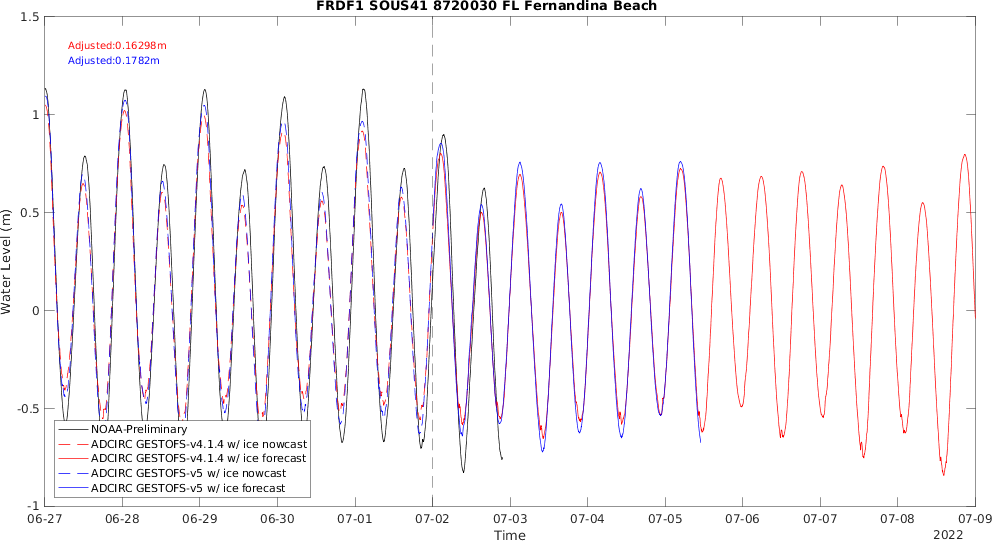 FRDF1 SOUS41 8720030 FL Fernandina Beach
Adjusted:0.16298m
Adjusted:0.1782m
Water Level (m)
1.5
1
0.5
0
-0.5
-1
NOAA-Preliminary
ADCIRC GESTOFS-v4.1.4 w/ ice nowcast
ADCIRC GESTOFS-v4.1.4 w/ ice forecast
ADCIRC GESTOFS-v5 w/ ice nowcast
ADCIRC GESTOFS-v5 w/ ice forecast
06-27 06-28 06-29 06-30 07-01 07-02 07-03 07-04 07-05 07-06 07-07 07-08 07-09
Time
2022